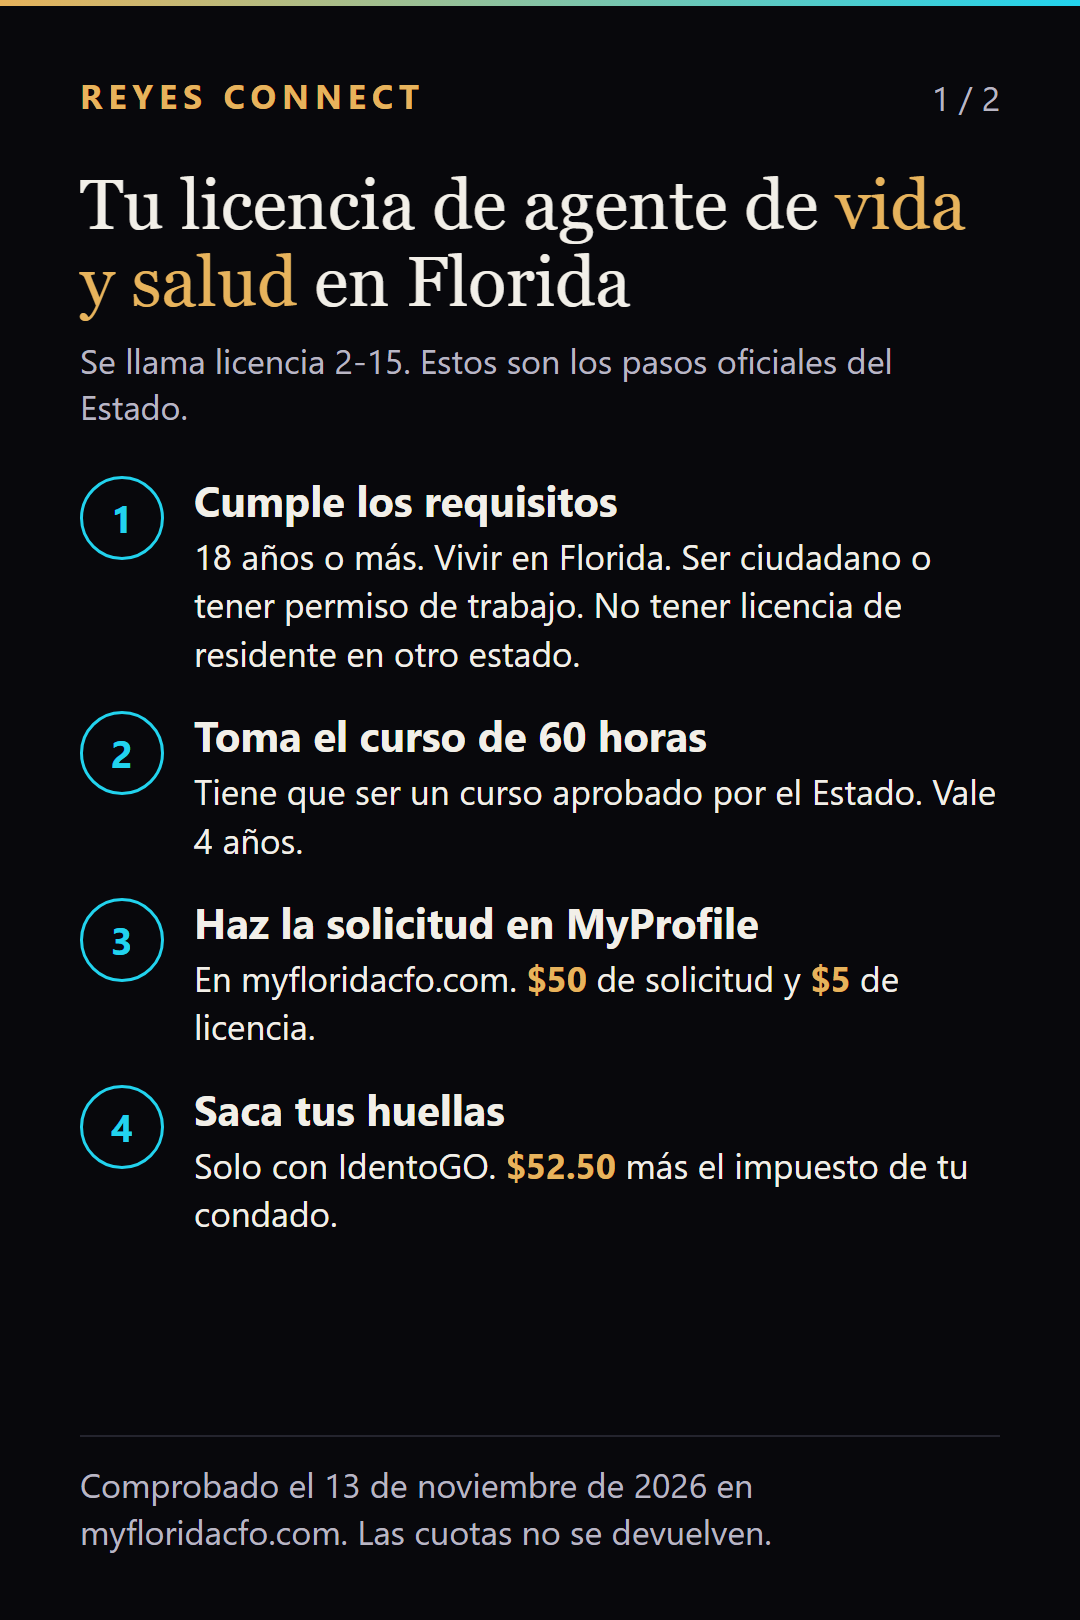 REYES CONNECT
1 / 2
Tu licencia de agente de vida
y salud en Florida
Se llama licencia 2-15. Estos son los pasos oficiales del
Estado.
1
Cumple los requisitos
18 años o más. Vivir en Florida. Ser ciudadano o
tener permiso de trabajo. No tener licencia de
residente en otro estado.
2
Toma el curso de 60 horas
Tiene que ser un curso aprobado por el Estado. Vale
4 años.
3
Haz la solicitud en MyProfile
En myfloridacfo.com. $50 de solicitud y $5 de
licencia.
4
Saca tus huellas
Solo con IdentoGO. $52.50 más el impuesto de tu
condado.
Comprobado el 13 de noviembre de 2026 en
myfloridacfo.com. Las cuotas no se devuelven.